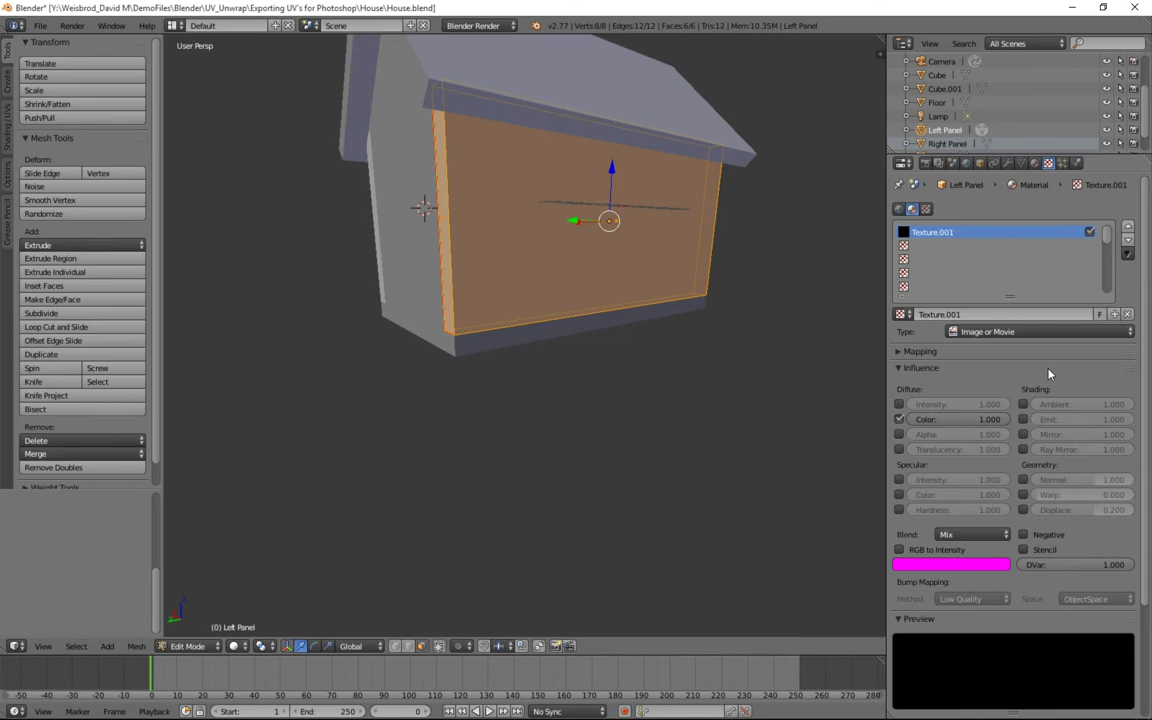 Blender* [Y:\Weisbrod_David M\DemoFiles\Blender\UV_Unwrap\Exporting UV's for Photoshop\House\House.blend]
File Render Window Help Default Scene Blender Render v2.77 | Verts:8/8 | Edges:12/12 | Faces:6/6 | Tris:12 | Mem:10.35M | Left Panel
View Search All Scenes
Transform
Translate
Rotate
Scale
Shrink/Fatten
Push/Pull
Mesh Tools
Deform:
Slide Edge Vertex
Noise
Smooth Vertex
Randomize
Add:
Extrude
Extrude Region
Extrude Individual
Inset Faces
Make Edge/Face
Subdivide
Loop Cut and Slide
Offset Edge Slide
Duplicate
Spin Screw
Knife Select
Knife Project
Bisect
Remove:
Delete
Merge
Remove Doubles
Weight Tools
Tools
Create
Shading / UVs
Options
Grease Pencil
User Persp
(0) Left Panel
Camera
Cube
Cube.001
Floor
Lamp
Left Panel
Right Panel
Left Panel Material Texture.001
Texture.001
Texture.001 F
Type: Image or Movie
Mapping
Influence
Diffuse: Shading:
Intensity: 1.000 Ambient: 1.000
Color: 1.000 Emit: 1.000
Alpha: 1.000 Mirror: 1.000
Translucency: 1.000 Ray Mirror: 1.000
Specular: Geometry:
Intensity: 1.000 Normal: 1.000
Color: 1.000 Warp: 0.000
Hardness: 1.000 Displace: 0.200
Blend: Mix Negative
RGB to Intensity Stencil
DVar: 1.000
Bump Mapping:
Method: Low Quality Space: ObjectSpace
Preview
View Select Add Mesh Edit Mode Global
-50 -40 -30 -20 -10 0 10 20 30 40 50 60 70 80 90 100 110 120 130 140 150 160 170 180 190 200 210 220 230 240 250 260 270 280
View Marker Frame Playback Start: 1 End: 250 0 No Sync